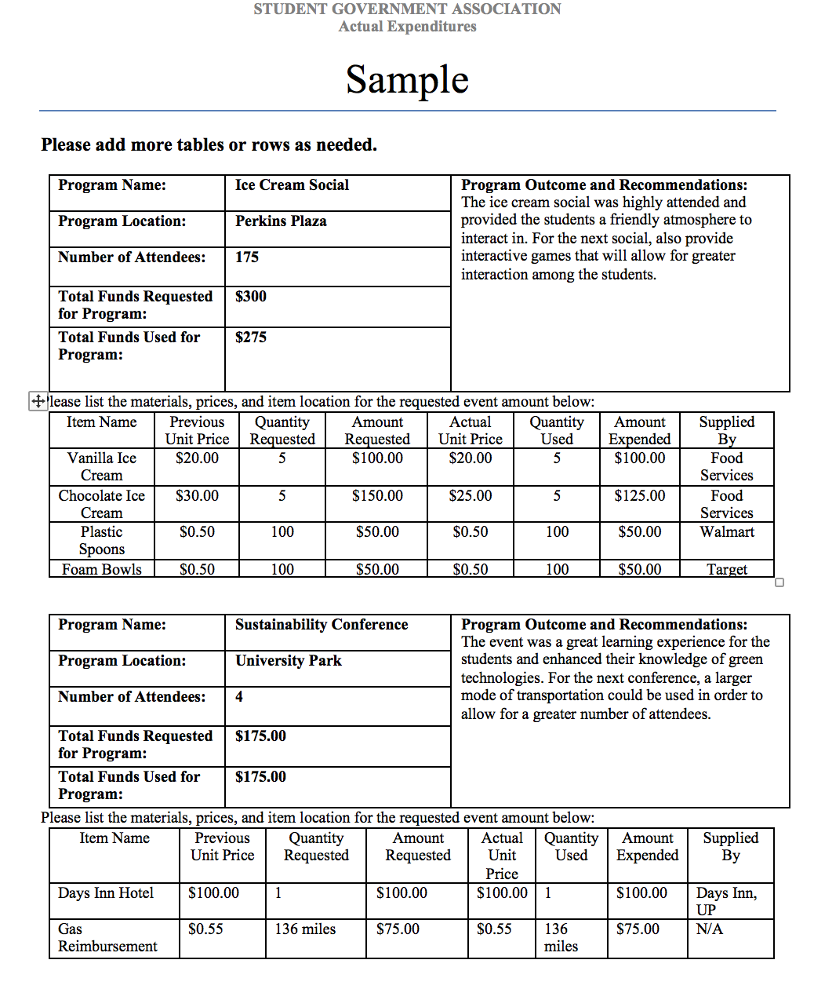 STUDENT GOVERNMENT ASSOCIATION
Actual Expenditures
Sample
Please add more tables or rows as needed.
Program Name: Ice Cream Social
Program Location: Perkins Plaza
Number of Attendees: 175
Total Funds Requested $300
for Program:
Total Funds Used for $275
Program:
Program Outcome and Recommendations:
The ice cream social was highly attended and
provided the students a friendly atmosphere to
interact in. For the next social, also provide
interactive games that will allow for greater
interaction among the students.
lease list the materials, prices, and item location for the requested event amount below:
Item Name Previous Quantity Amount Actual Quantity Amount Supplied
Unit Price Requested Requested Unit Price Used Expended By
Vanilla Ice $20.00 5 $100.00 $20.00 5 $100.00 Food
Cream Services
Chocolate Ice $30.00 5 $150.00 $25.00 5 $125.00 Food
Cream Services
Plastic $0.50 100 $50.00 $0.50 100 $50.00 Walmart
Spoons
Foam Bowls $0.50 100 $50.00 $0.50 100 $50.00 Target
Program Name: Sustainability Conference
Program Location: University Park
Number of Attendees: 4
Total Funds Requested $175.00
for Program:
Total Funds Used for $175.00
Program:
Program Outcome and Recommendations:
The event was a great learning experience for the
students and enhanced their knowledge of green
technologies. For the next conference, a larger
mode of transportation could be used in order to
allow for a greater number of attendees.
Please list the materials, prices, and item location for the requested event amount below:
Item Name Previous Quantity Amount Actual Quantity Amount Supplied
Unit Price Requested Requested Unit Used Expended By
Price
Days Inn Hotel $100.00 1 $100.00 $100.00 1 $100.00 Days Inn,
UP
Gas $0.55 136 miles $75.00 $0.55 136 $75.00 N/A
Reimbursement miles